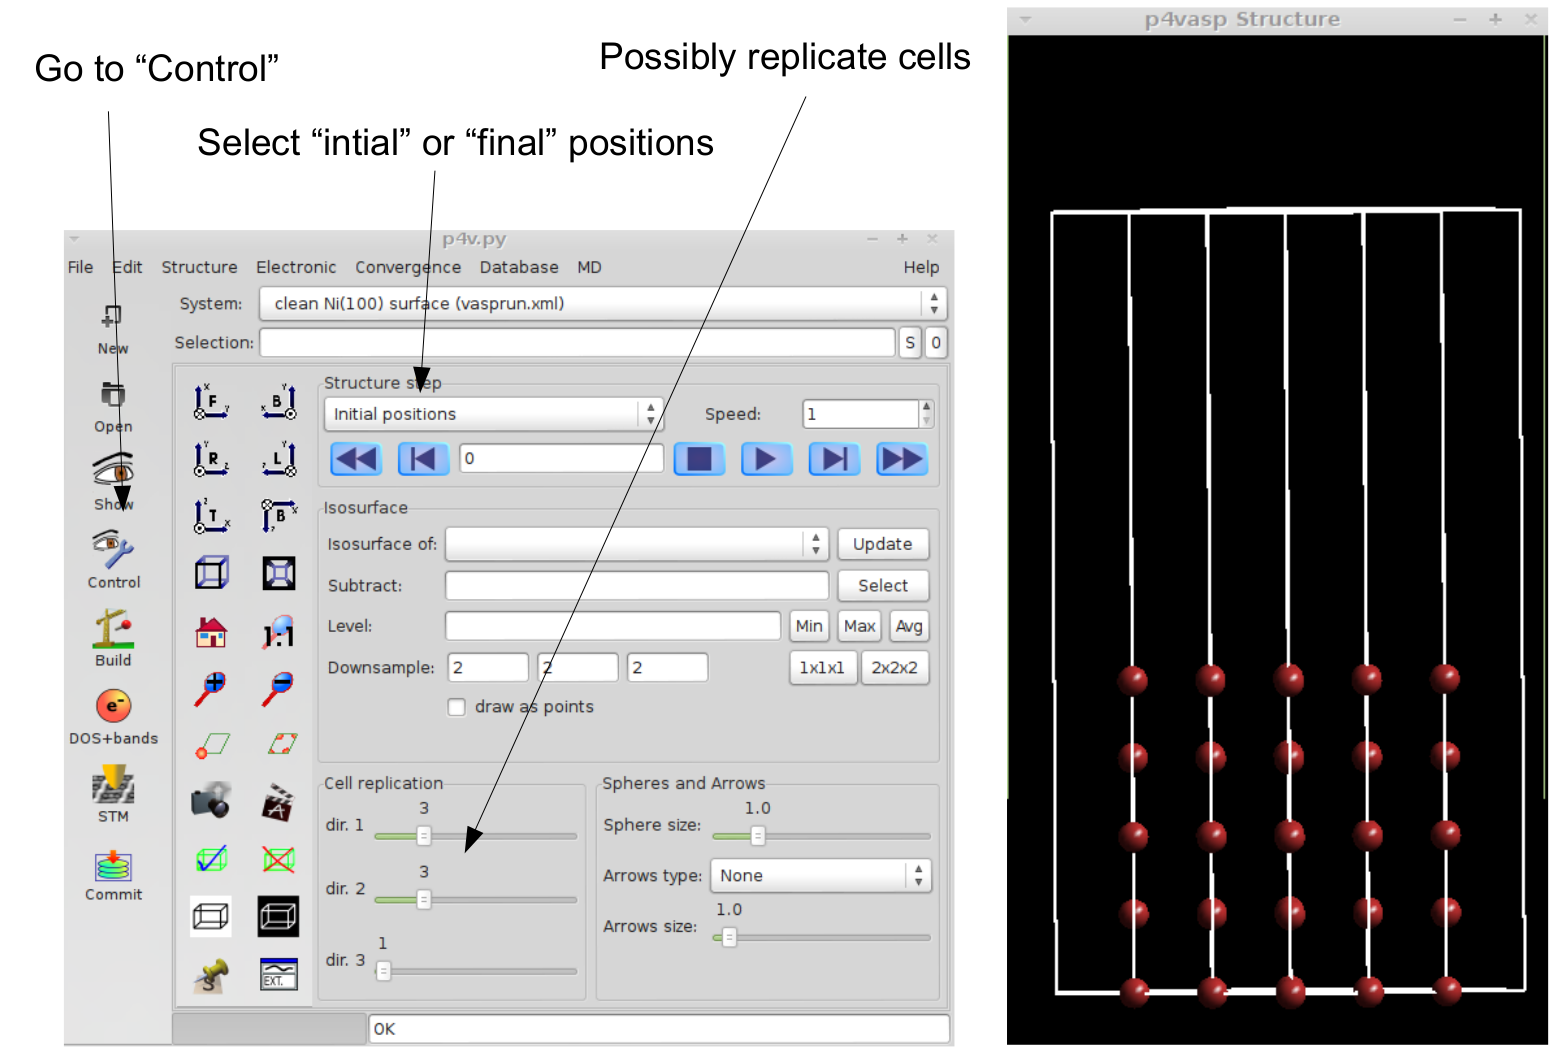 Go to “Control”
Possibly replicate cells
Select “intial” or “final” positions
p4vasp Structure
p4v.py
File Edit Structure Electronic Convergence Database MD Help
System: clean Ni(100) surface (vasprun.xml)
Selection: S 0
New
Open
Show
Control
Build
e-
DOS+bands
STM
Commit
X F Y
Y B X
Y R Z
Y L Z
Z T X
B X Z
1:1
A
S
EXT.
Structure step
Initial positions Speed: 1
0
Isosurface
Isosurface of: Update
Subtract: Select
Level: Min Max Avg
Downsample: 2 2 2 1x1x1 2x2x2
draw as points
Cell replication
3
dir. 1
3
dir. 2
1
dir. 3
Spheres and Arrows
1.0
Sphere size:
Arrows type: None
1.0
Arrows size:
OK